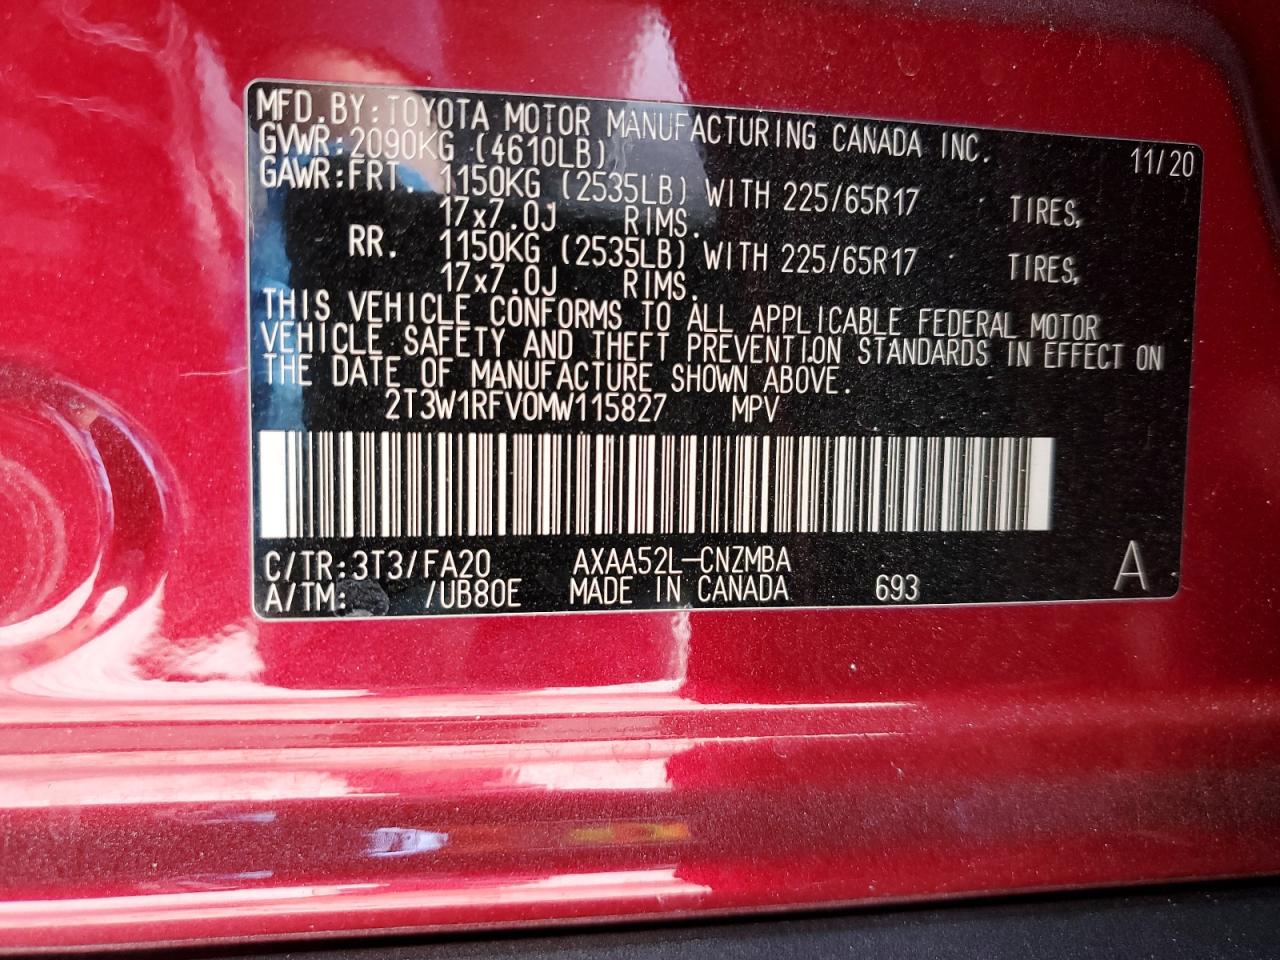 MFD.BY:TOYOTA MOTOR MANUFACTURING CANADA INC. 11/20
GVWR:2090KG (4610LB)
GAWR:FRT. 1150KG (2535LB) WITH 225/65R17 TIRES,
17x7.0J RIMS.
RR. 1150KG (2535LB) WITH 225/65R17 TIRES,
17x7.0J RIMS.
THIS VEHICLE CONFORMS TO ALL APPLICABLE FEDERAL MOTOR
VEHICLE SAFETY AND THEFT PREVENTION STANDARDS IN EFFECT ON
THE DATE OF MANUFACTURE SHOWN ABOVE.
2T3W1RFV0MW115827 MPV
C/TR:3T3/FA20 AXAA52L-CNZMBA
A/TM: /UB80E MADE IN CANADA 693 A